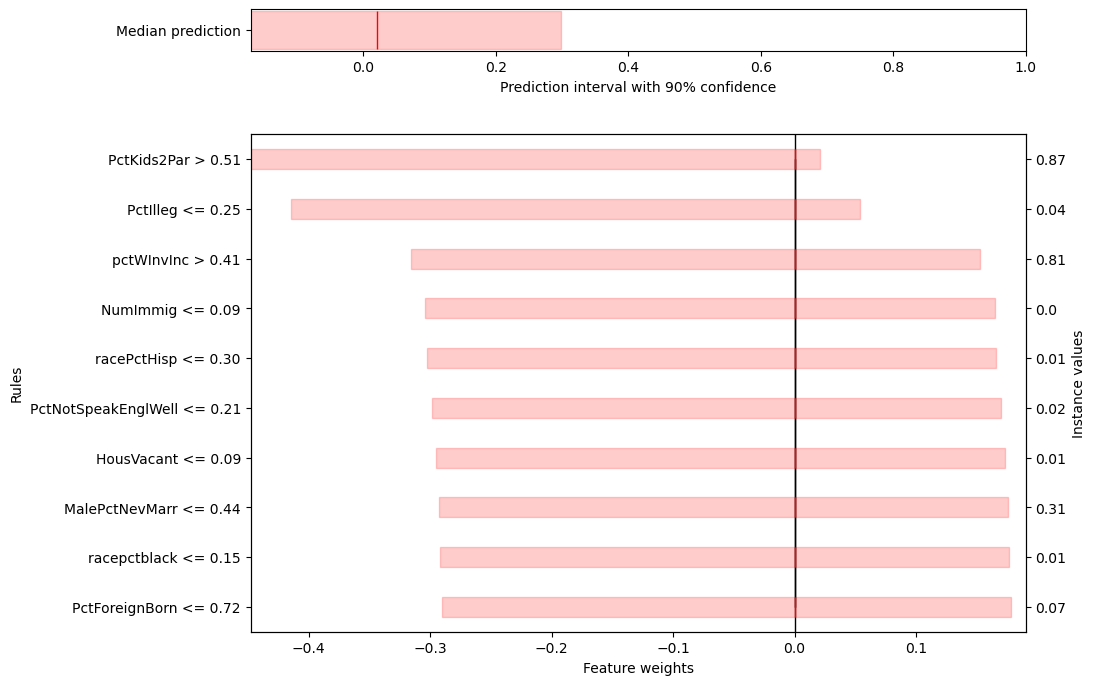 Median prediction
0.0 0.2 0.4 0.6 0.8 1.0
Prediction interval with 90% confidence
PctKids2Par > 0.51 0.87
PctIlleg <= 0.25 0.04
pctWInvInc > 0.41 0.81
NumImmig <= 0.09 0.0
racePctHisp <= 0.30 0.01
PctNotSpeakEnglWell <= 0.21 0.02
HousVacant <= 0.09 0.01
MalePctNevMarr <= 0.44 0.31
racepctblack <= 0.15 0.01
PctForeignBorn <= 0.72 0.07
Rules
Instance values
−0.4 −0.3 −0.2 −0.1 0.0 0.1
Feature weights